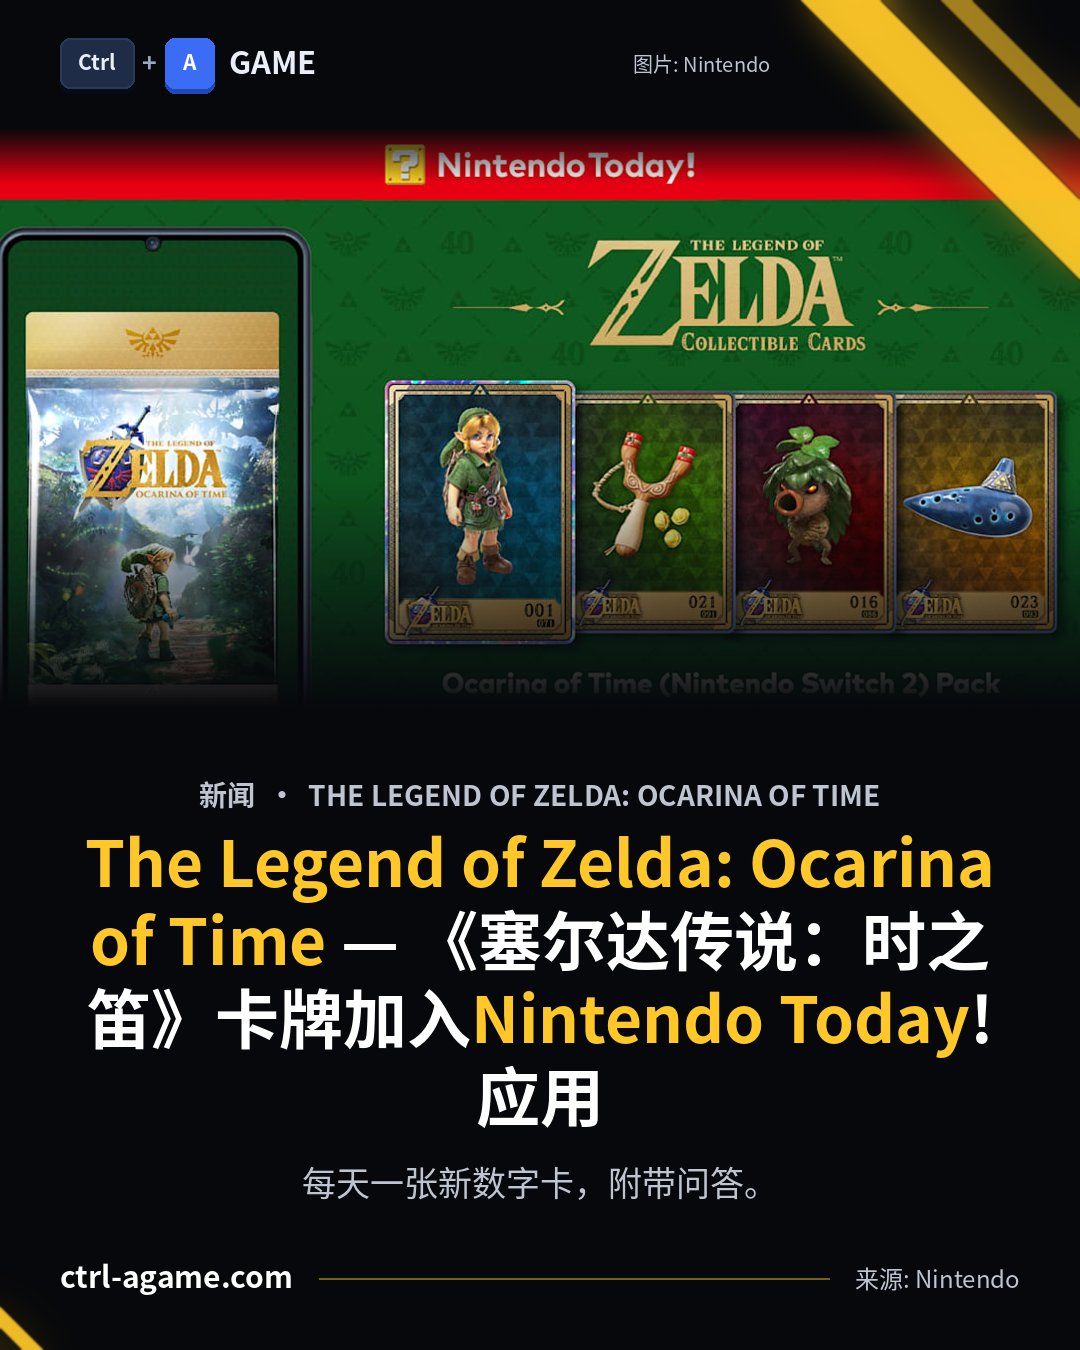 Ctrl + A GAME
图片: Nintendo
Nintendo Today!
THE LEGEND OF
ZELDA™
COLLECTIBLE CARDS
THE LEGEND OF
ZELDA
OCARINA OF TIME
ZELDA 001
ZELDA 021
ZELDA 016
ZELDA 023
Ocarina of Time (Nintendo Switch 2) Pack
新闻 • THE LEGEND OF ZELDA: OCARINA OF TIME
The Legend of Zelda: Ocarina
of Time — 《塞尔达传说：时之
笛》卡牌加入Nintendo Today!
应用
每天一张新数字卡，附带问答。
ctrl-agame.com
来源: Nintendo